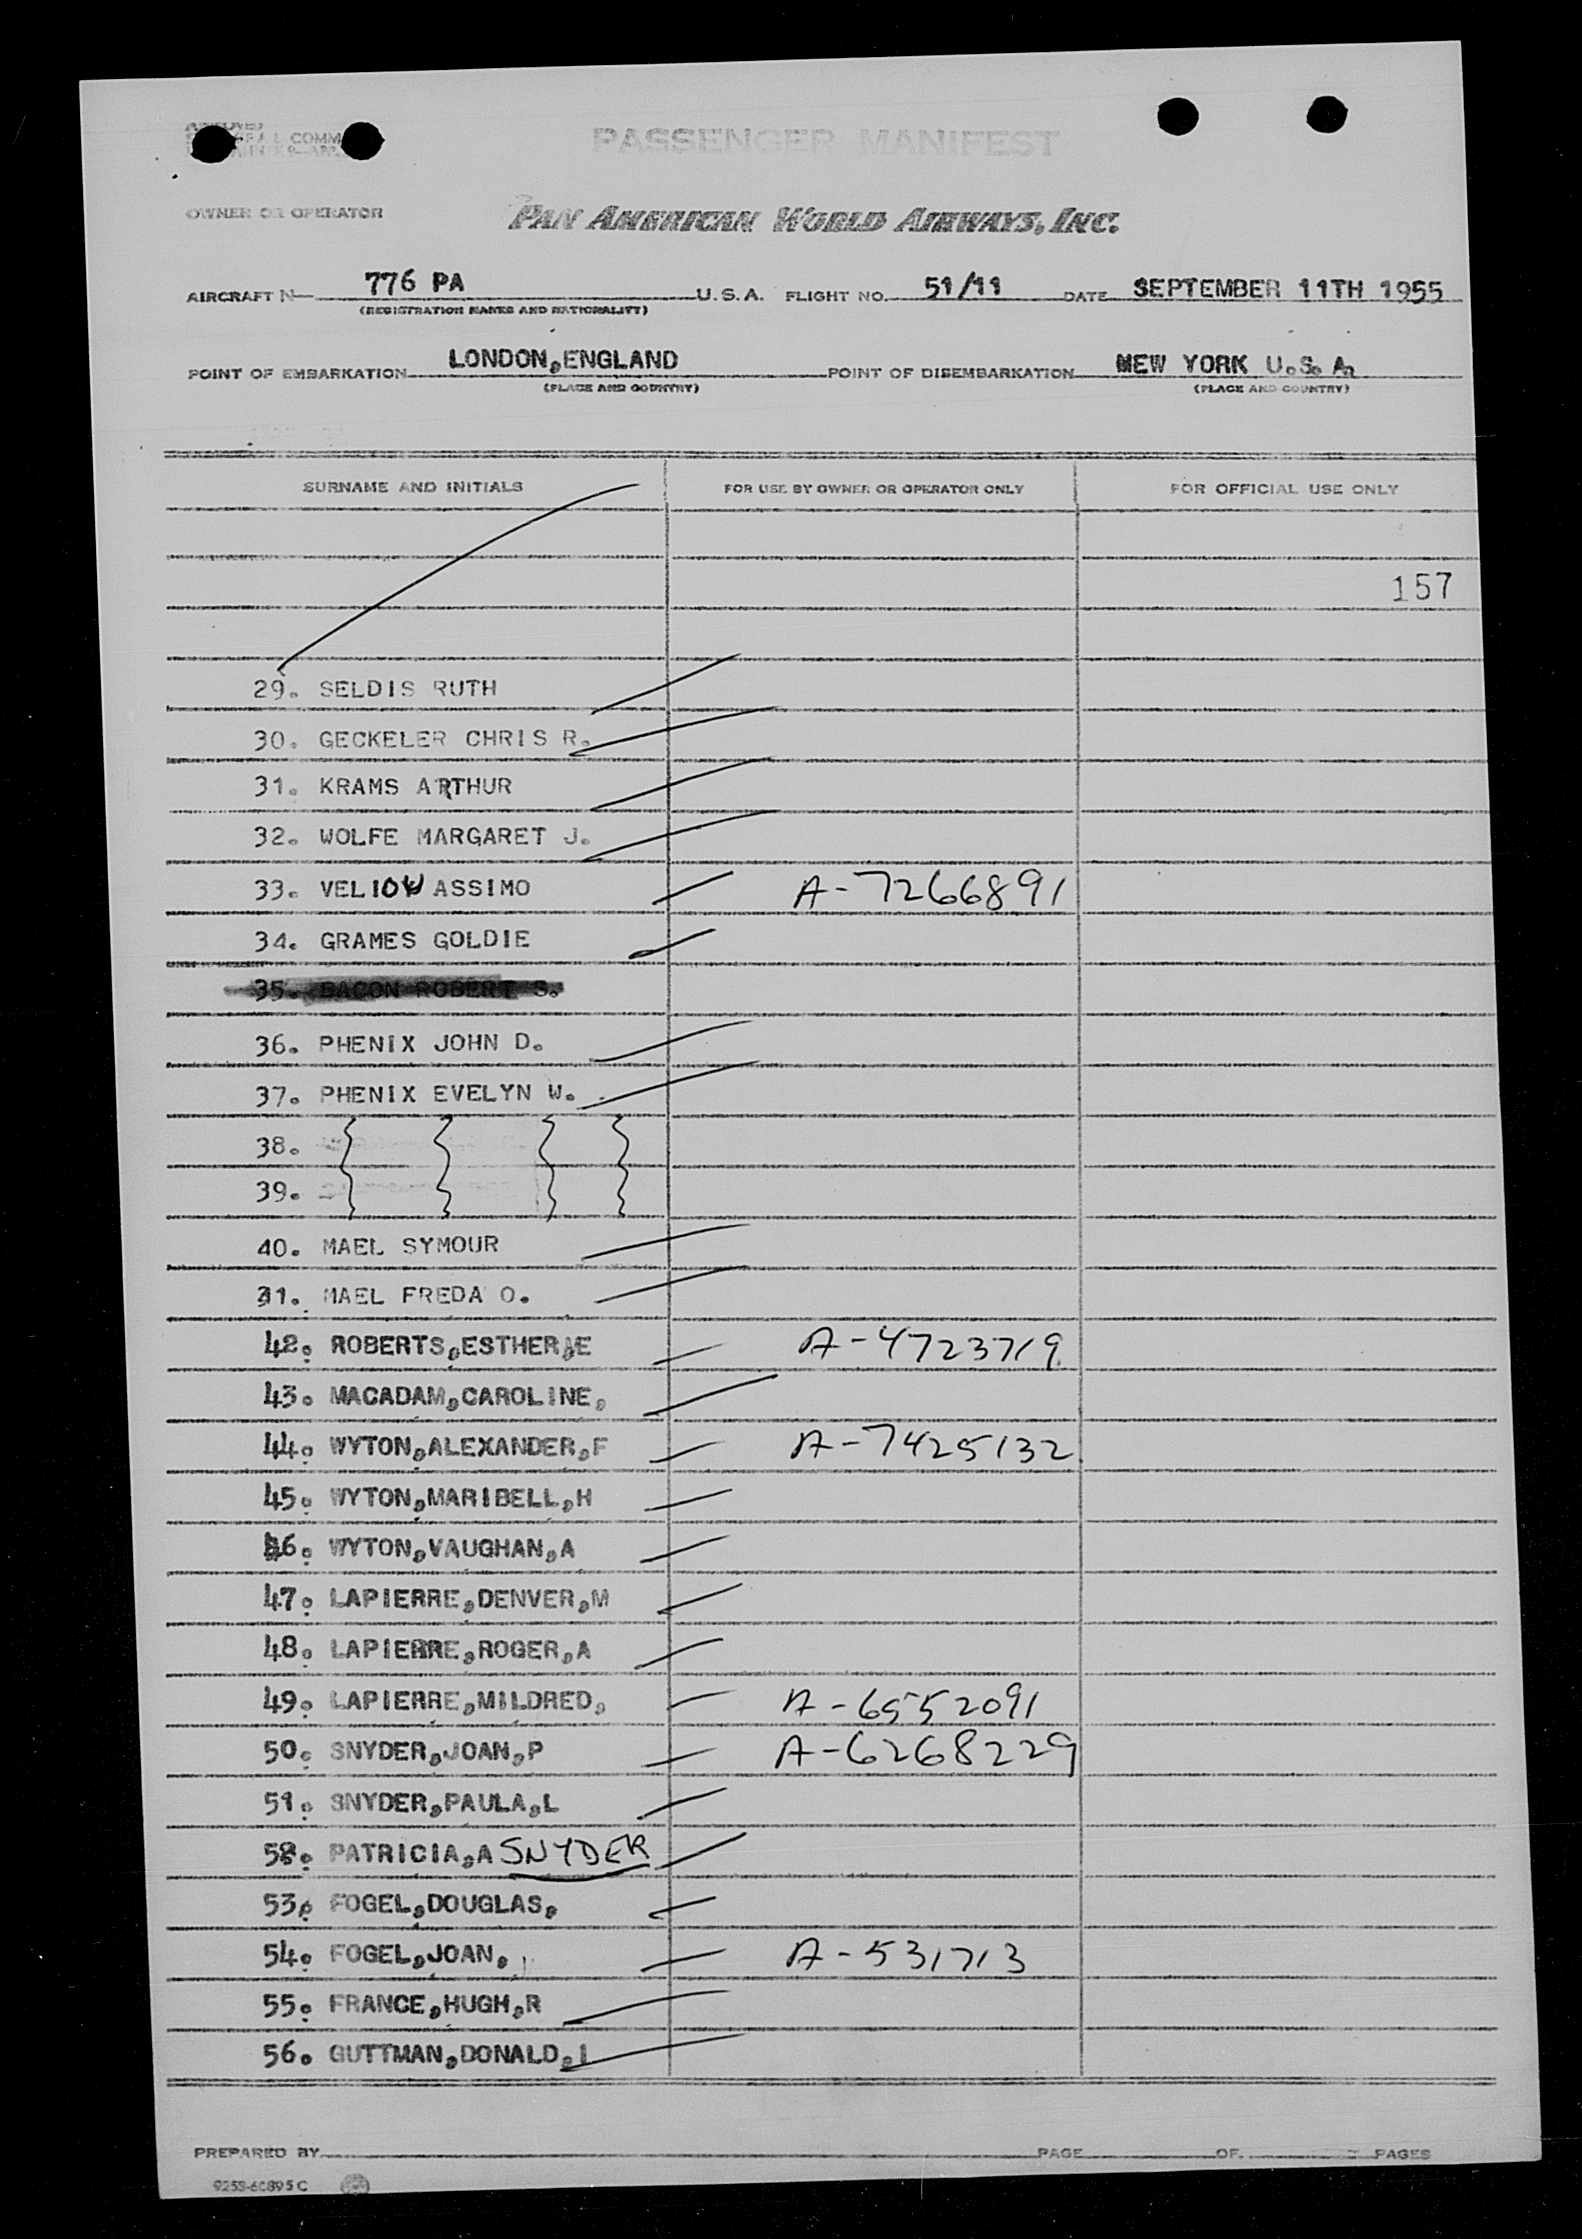 PASSENGER MANIFEST
OWNER OR OPERATOR PAN AMERICAN WORLD AIRWAYS, INC.
AIRCRAFT N 776 PA U.S.A. FLIGHT NO. 51/11 DATE SEPTEMBER 11TH 1955
(REGISTRATION MARKS AND NATIONALITY)
POINT OF EMBARKATION LONDON,ENGLAND POINT OF DISEMBARKATION MEW YORK U.S. A.
(PLACE AND COUNTRY) (PLACE AND COUNTRY)
SURNAME AND INITIALS FOR USE BY OWNER OR OPERATOR ONLY FOR OFFICIAL USE ONLY
157
29. SELDIS RUTH
30. GECKELER CHRIS R.
31. KRAMS ARTHUR
32. WOLFE MARGARET J.
33. ASSIMO A-7266891
34. GRAMES GOLDIE
35. BACON ROBERT S.
36. PHENIX JOHN D.
37. PHENIX EVELYN W.
38.
39.
40. MAEL SYMOUR
41. MAEL FREDA O.
42. ROBERTS,ESTHER,E A-4723719
43. MACADAM,CAROLINE,
44. WYTON,ALEXANDER,F A-7425132
45. WYTON,MARIBELL,H
46. WYTON,VAUGHAN,A
47. LAPIERRE,DENVER,M
48. LAPIERRE,ROGER,A
49. LAPIERRE,MILDRED, A-6552091
50. SNYDER,JOAN,P A-6268229
51. SNYDER,PAULA,L
52. PATRICIA,A SNYDER
53. FOGEL,DOUGLAS,
54. FOGEL,JOAN, A-531713
55. FRANCE,HUGH,R
56. GUTTMAN,DONALD,I
PREPARED BY PAGE OF PAGES